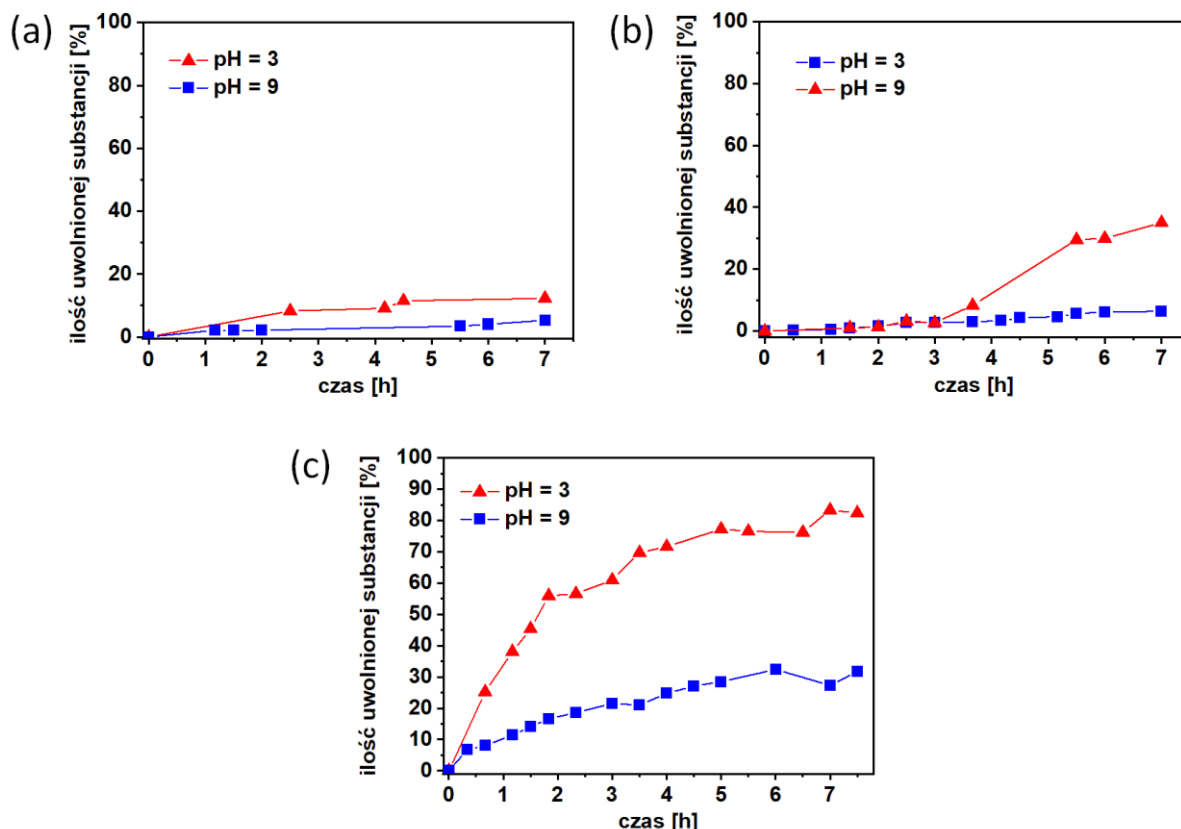 (a)
ilość uwolnionej substancji [%]
100
80
60
40
20
0
pH = 3
pH = 9
0 1 2 3 4 5 6 7
czas [h]
(b)
ilość uwolnionej substancji [%]
100
80
60
40
20
0
pH = 3
pH = 9
0 1 2 3 4 5 6 7
czas [h]
(c)
ilość uwolnionej substancji [%]
100
90
80
70
60
50
40
30
20
10
0
pH = 3
pH = 9
0 1 2 3 4 5 6 7
czas [h]